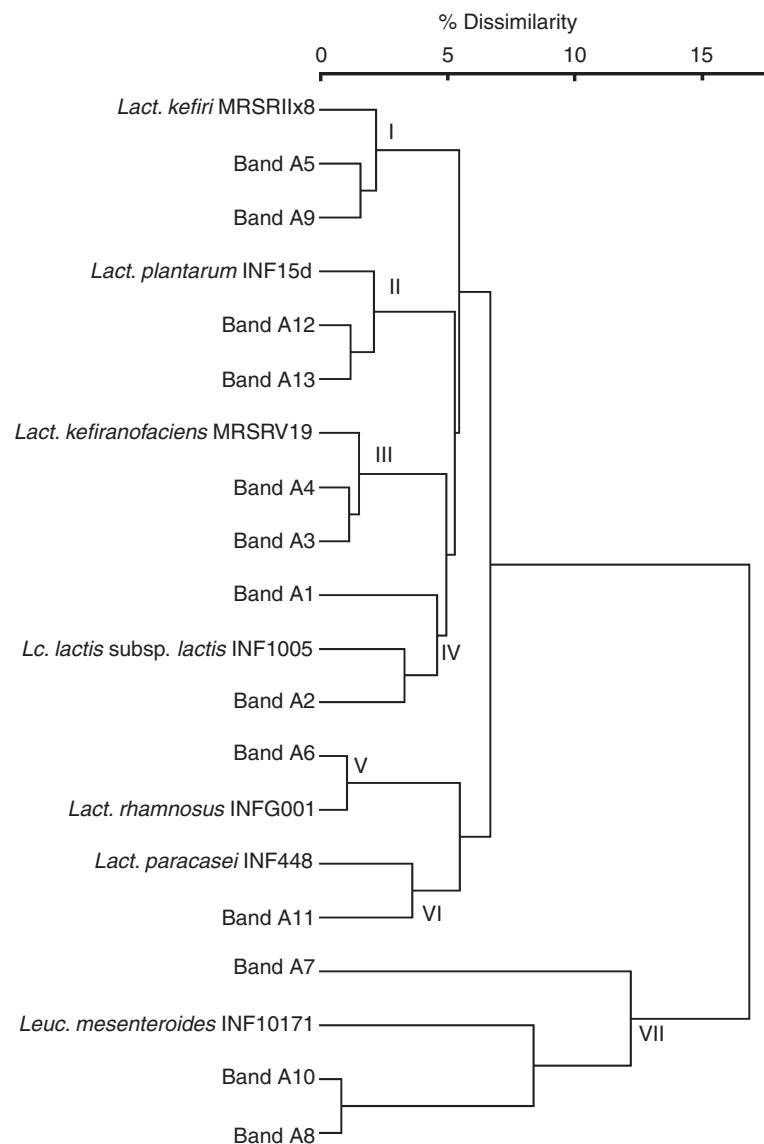 % Dissimilarity
0 5 10 15
Lact. kefiri MRSRIIx8
I
Band A5
Band A9
Lact. plantarum INF15d
II
Band A12
Band A13
Lact. kefiranofaciens MRSRV19
III
Band A4
Band A3
Band A1
Lc. lactis subsp. lactis INF1005
IV
Band A2
Band A6
V
Lact. rhamnosus INFG001
Lact. paracasei INF448
Band A11
VI
Band A7
Leuc. mesenteroides INF10171
VII
Band A10
Band A8